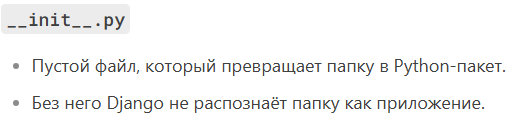 __init__.py
Пустой файл, который превращает папку в Python-пакет.
Без него Django не распознаёт папку как приложение.